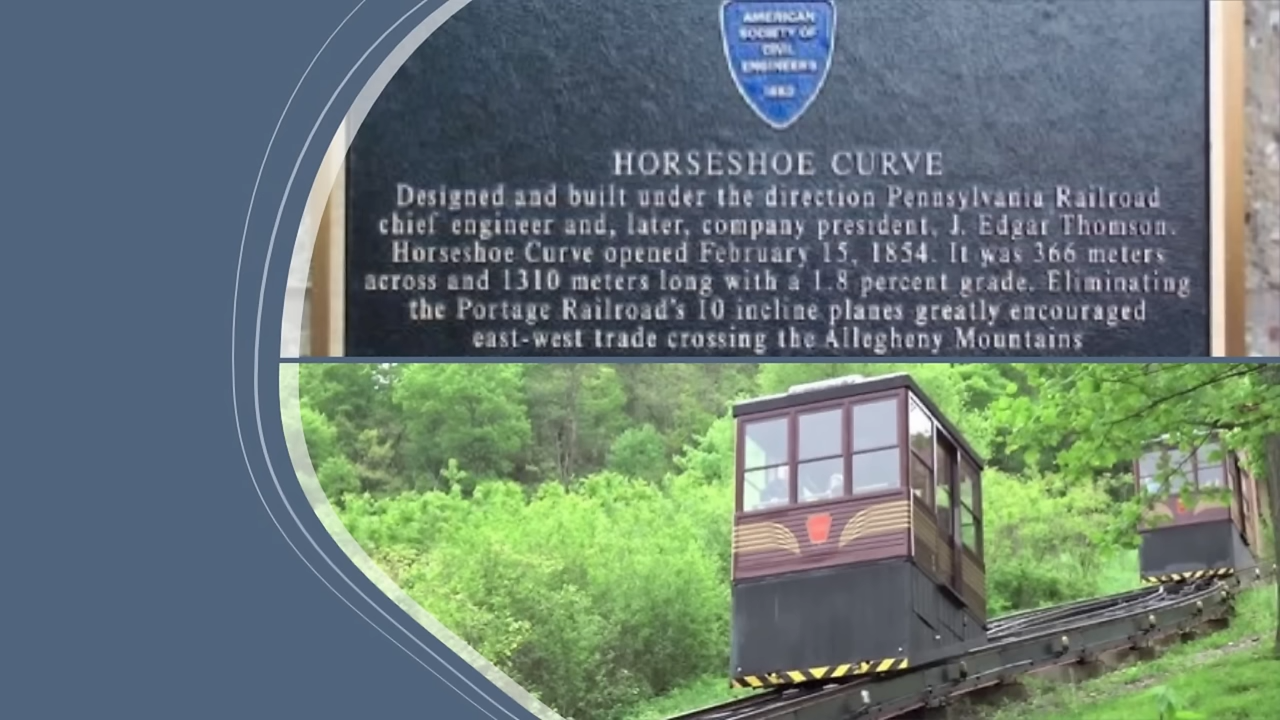 AMERICAN
SOCIETY OF
CIVIL
ENGINEERS
HORSESHOE CURVE
Designed and built under the direction Pennsylvania Railroad
chief engineer and, later, company president, J. Edgar Thomson.
Horseshoe Curve opened February 15, 1854. It was 366 meters
across and 1310 meters long with a 1.8 percent grade. Eliminating
the Portage Railroad's 10 incline planes greatly encouraged
east-west trade crossing the Allegheny Mountains